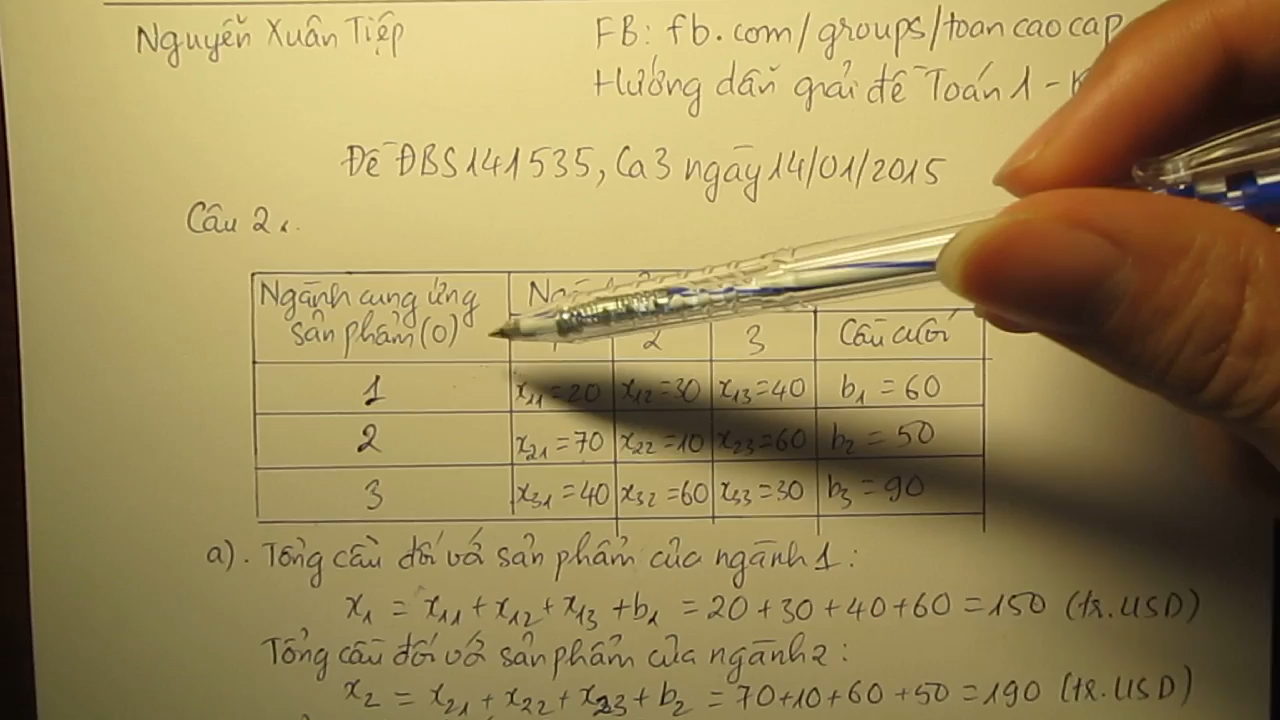 Nguyễn Xuân Tiệp
FB: fb.com/groups/toancaocap
Hướng dẫn giải đề Toán 1 -
Đề ĐBS141535, Ca 3 ngày 14/01/2015
Câu 2.
Ngành cung ứng
sản phẩm (O)
2 3 Cầu cuối
1 x11=20 x12=30 x13=40 b1=60
2 x21=70 x22=10 x23=60 b2=50
3 x31=40 x32=60 x33=30 b3=90
a). Tổng cầu đối với sản phẩm của ngành 1:
x1 = x11+x12+x13+b1 = 20+30+40+60=150 (tr.USD)
Tổng cầu đối với sản phẩm của ngành 2:
x2 = x21+x22+x23+b2 = 70+10+60+50=190 (tr.USD)